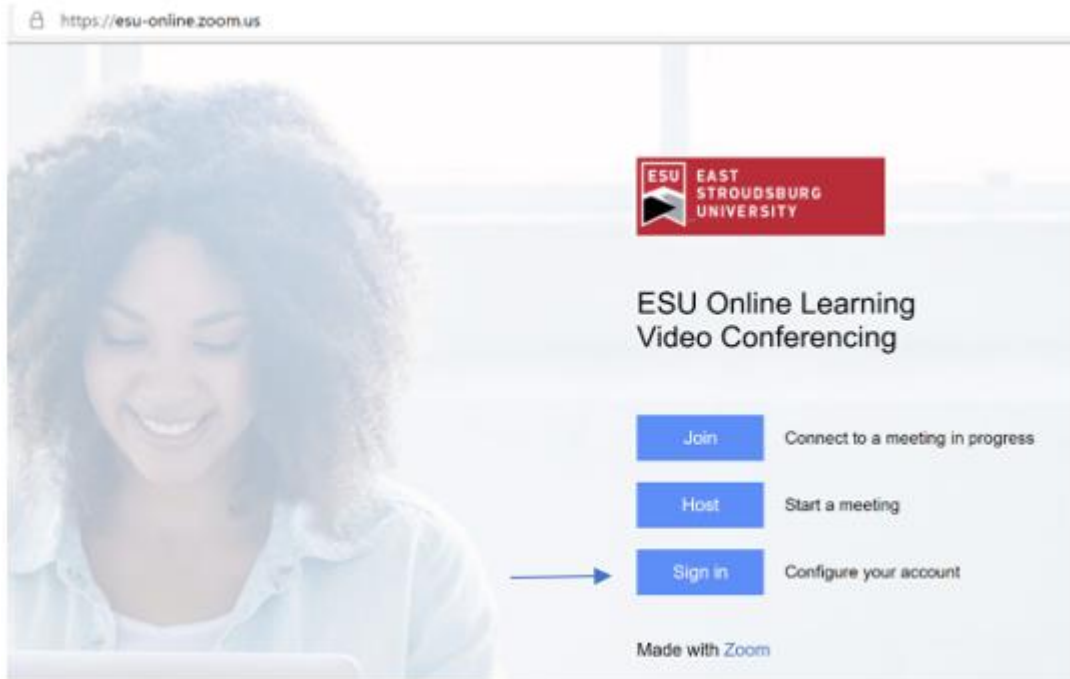 https://esu-online.zoom.us
ESU EAST
STROUDSBURG
UNIVERSITY
ESU Online Learning
Video Conferencing
Join Connect to a meeting in progress
Host Start a meeting
Sign in Configure your account
Made with Zoom